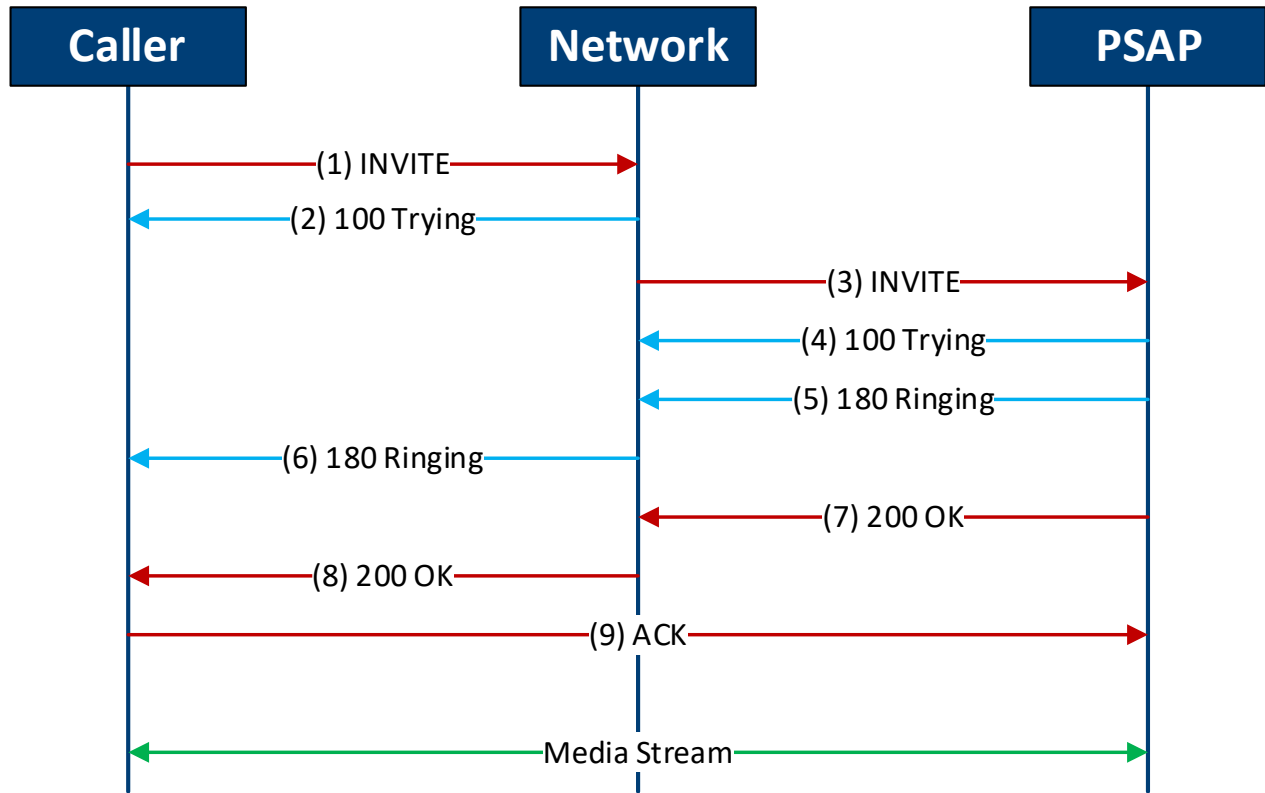 Caller
Network
PSAP
(1) INVITE
(2) 100 Trying
(3) INVITE
(4) 100 Trying
(5) 180 Ringing
(6) 180 Ringing
(7) 200 OK
(8) 200 OK
(9) ACK
Media Stream